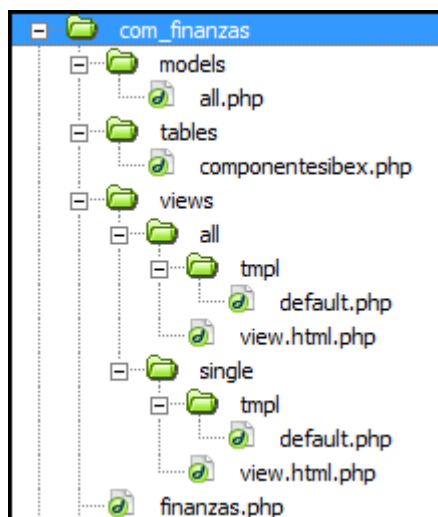 com_finanzas
models
all.php
tables
componentesibex.php
views
all
tmpl
default.php
view.html.php
single
tmpl
default.php
view.html.php
finanzas.php